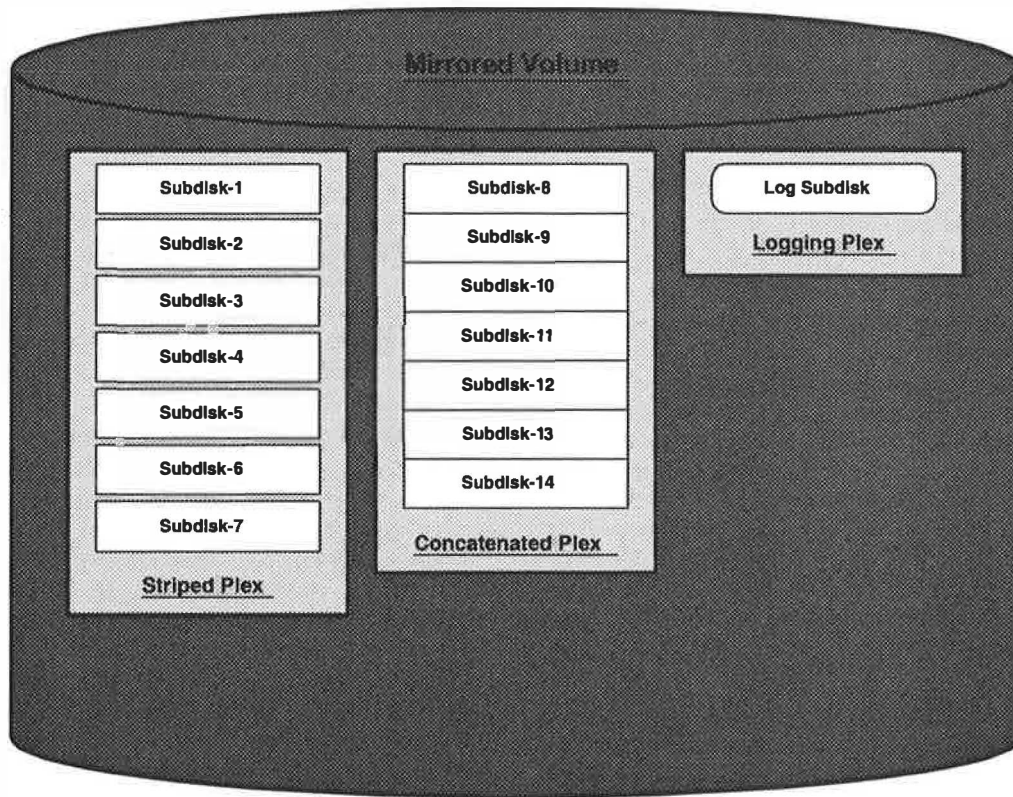 Mirrored Volume
Subdisk-1
Subdisk-2
Subdisk-3
Subdisk-4
Subdisk-5
Subdisk-6
Subdisk-7
Striped Plex
Subdisk-8
Subdisk-9
Subdisk-10
Subdisk-11
Subdisk-12
Subdisk-13
Subdisk-14
Concatenated Plex
Log Subdisk
Logging Plex